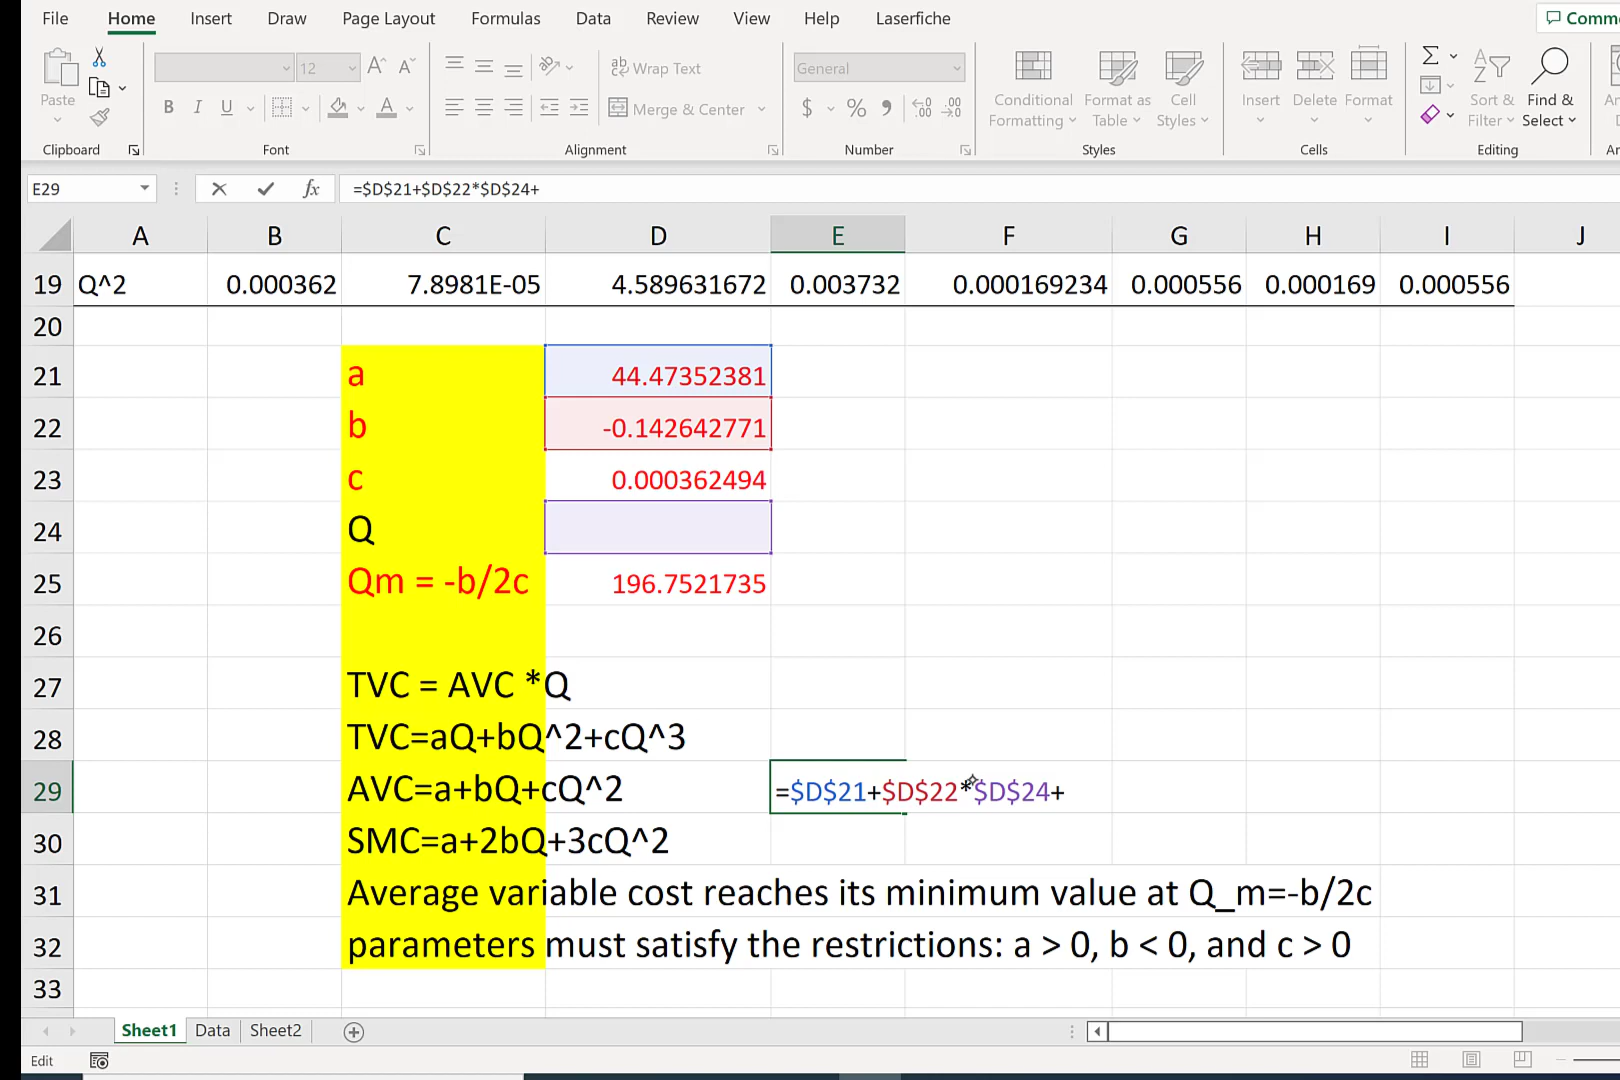 File Home Insert Draw Page Layout Formulas Data Review View Help Laserfiche
Paste
12 A^ Aˇ
B I U A
ab Wrap Text
Merge & Center
General
$ % ,
Conditional Formatting
Format as Table
Cell Styles
Insert Delete Format
Σ
Sort & Filter
Find & Select
Clipboard Font Alignment Number Styles Cells Editing
E29 fx =$D$21+$D$22*$D$24+
A B C D E F G H I J
19 Q^2 0.000362 7.8981E-05 4.589631672 0.003732 0.000169234 0.000556 0.000169 0.000556
20
21 a 44.47352381
22 b -0.142642771
23 c 0.000362494
24 Q
25 Qm = -b/2c 196.7521735
26
27 TVC = AVC *Q
28 TVC=aQ+bQ^2+cQ^3
29 AVC=a+bQ+cQ^2 =$D$21+$D$22*$D$24+
30 SMC=a+2bQ+3cQ^2
31 Average variable cost reaches its minimum value at Q_m=-b/2c
32 parameters must satisfy the restrictions: a > 0, b < 0, and c > 0
33
Sheet1 Data Sheet2
Edit